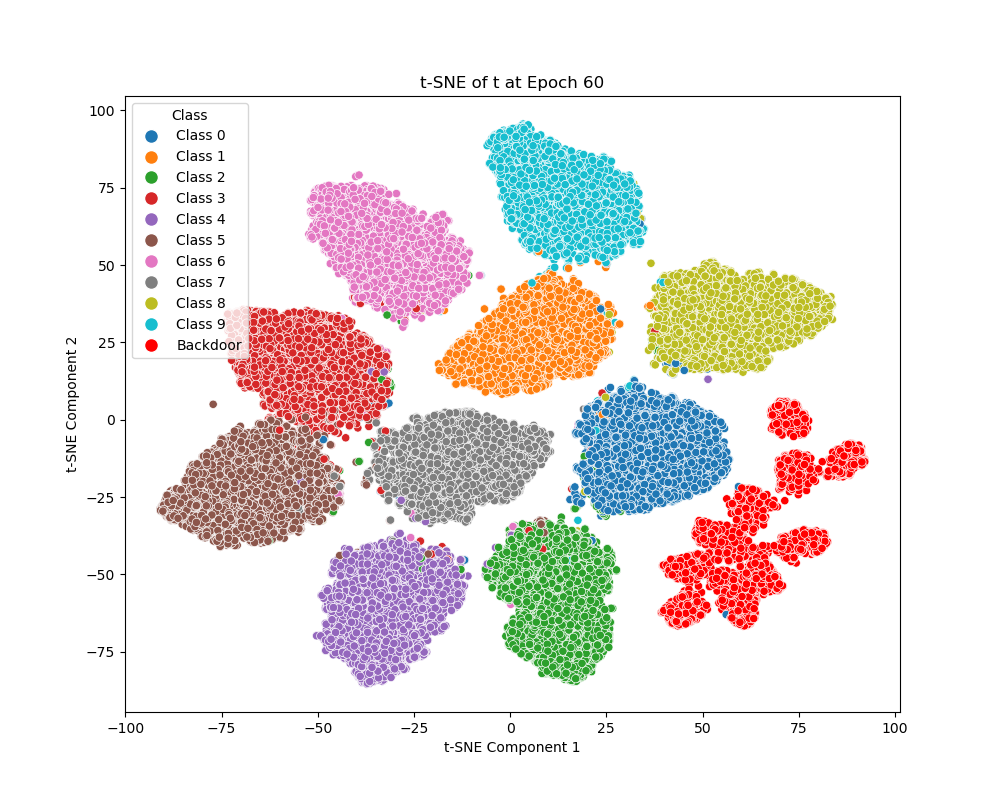 t-SNE of t at Epoch 60
Class
Class 0
Class 1
Class 2
Class 3
Class 4
Class 5
Class 6
Class 7
Class 8
Class 9
Backdoor
100
75
50
25
0
−25
−50
−75
t-SNE Component 2
−100
−75
−50
−25
0
25
50
75
100
t-SNE Component 1